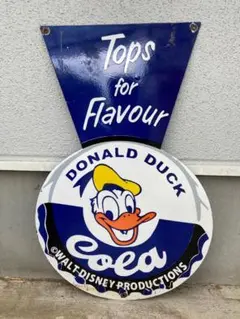 Tops
for
Flavour
DONALD DUCK
Cola
©WALT DISNEY PRODUCTIONS